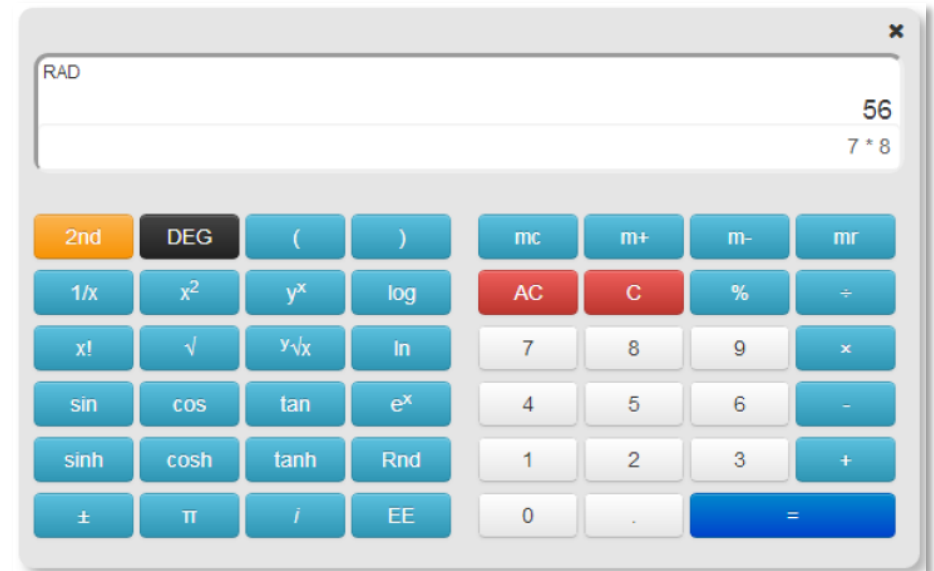 ✖
RAD
56
7 * 8
2nd DEG ( ) mc m+ m- mr
1/x x² yˣ log AC C % ÷
x! √ ʸ√x ln 7 8 9 ×
sin cos tan eˣ 4 5 6 -
sinh cosh tanh Rnd 1 2 3 +
± π i EE 0 . =